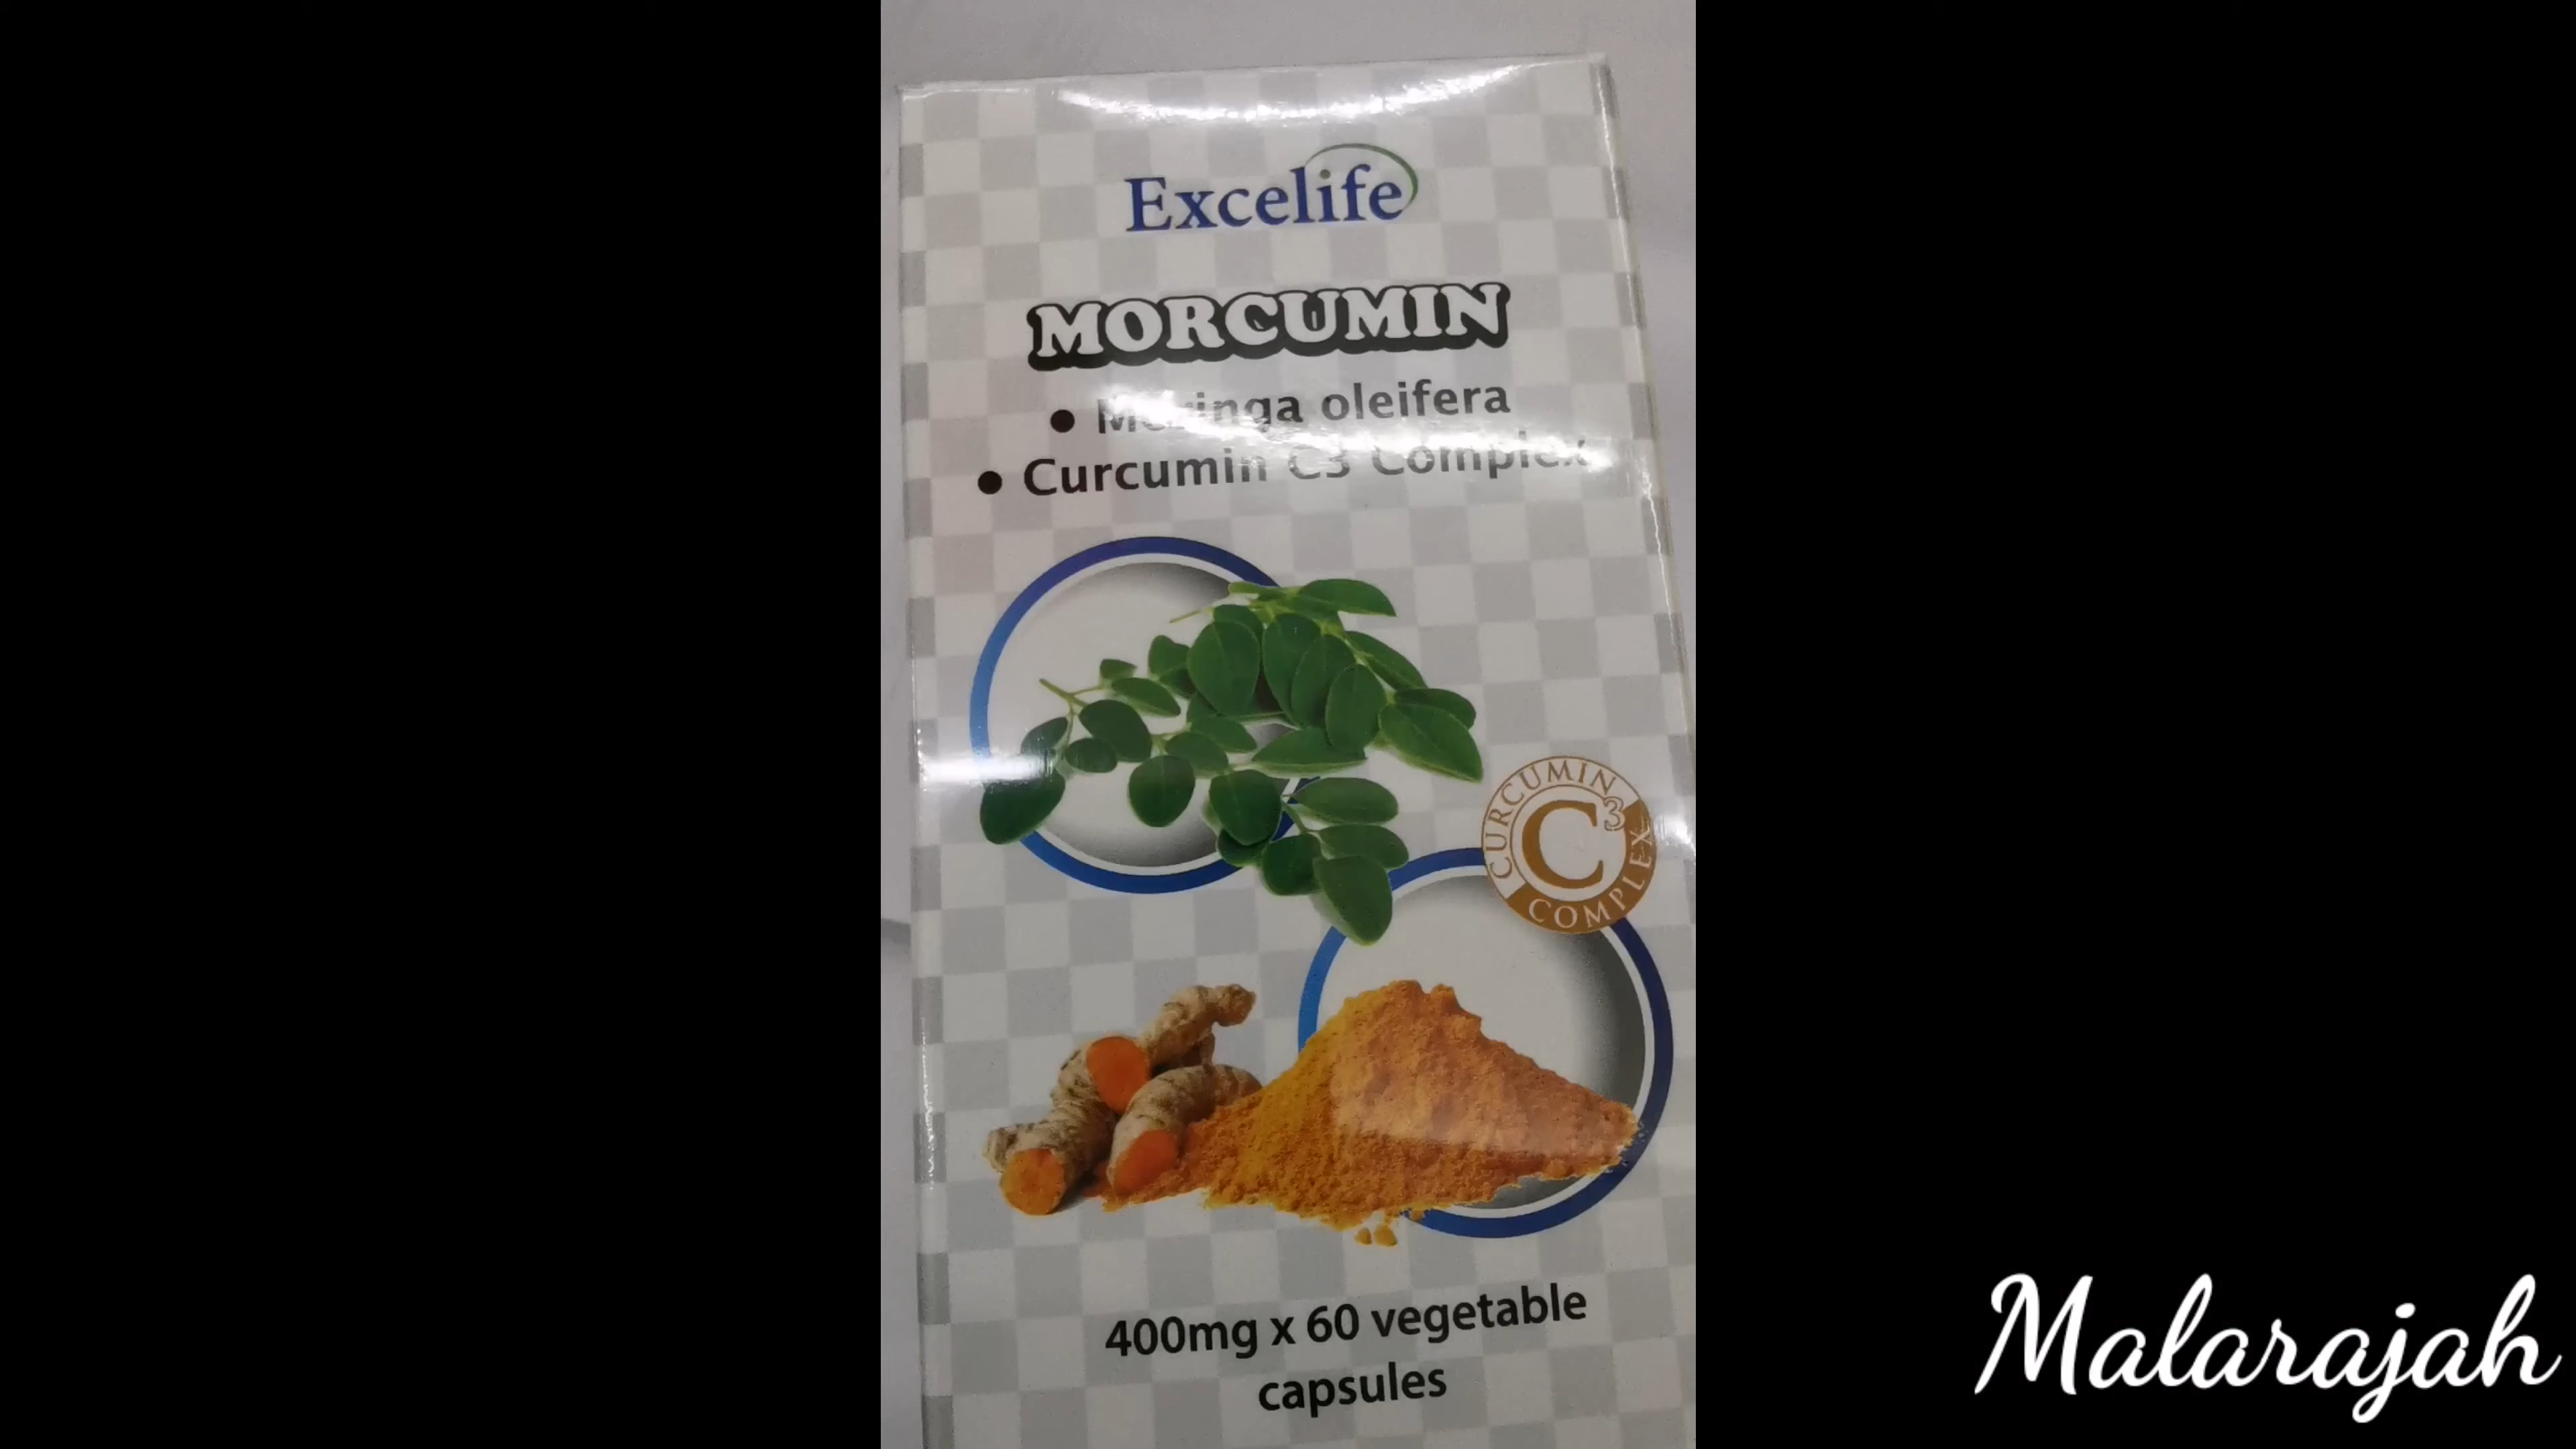 Excelife
MORCUMIN
• Moringa oleifera
• Curcumin C3 Complex
CURCUMIN
C3
COMPLEX
400mg x 60 vegetable
capsules
Malarajah